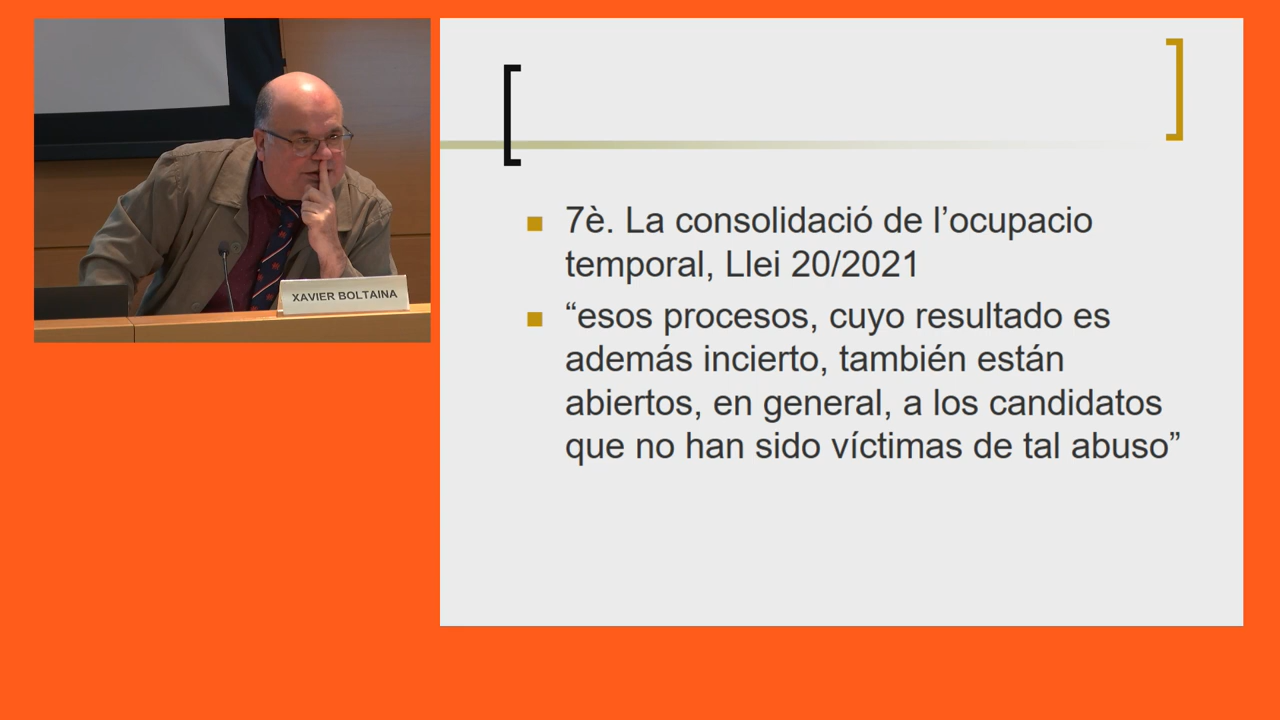 XAVIER BOLTAINA
7è. La consolidació de l’ocupacio
temporal, Llei 20/2021
“esos procesos, cuyo resultado es
además incierto, también están
abiertos, en general, a los candidatos
que no han sido víctimas de tal abuso”